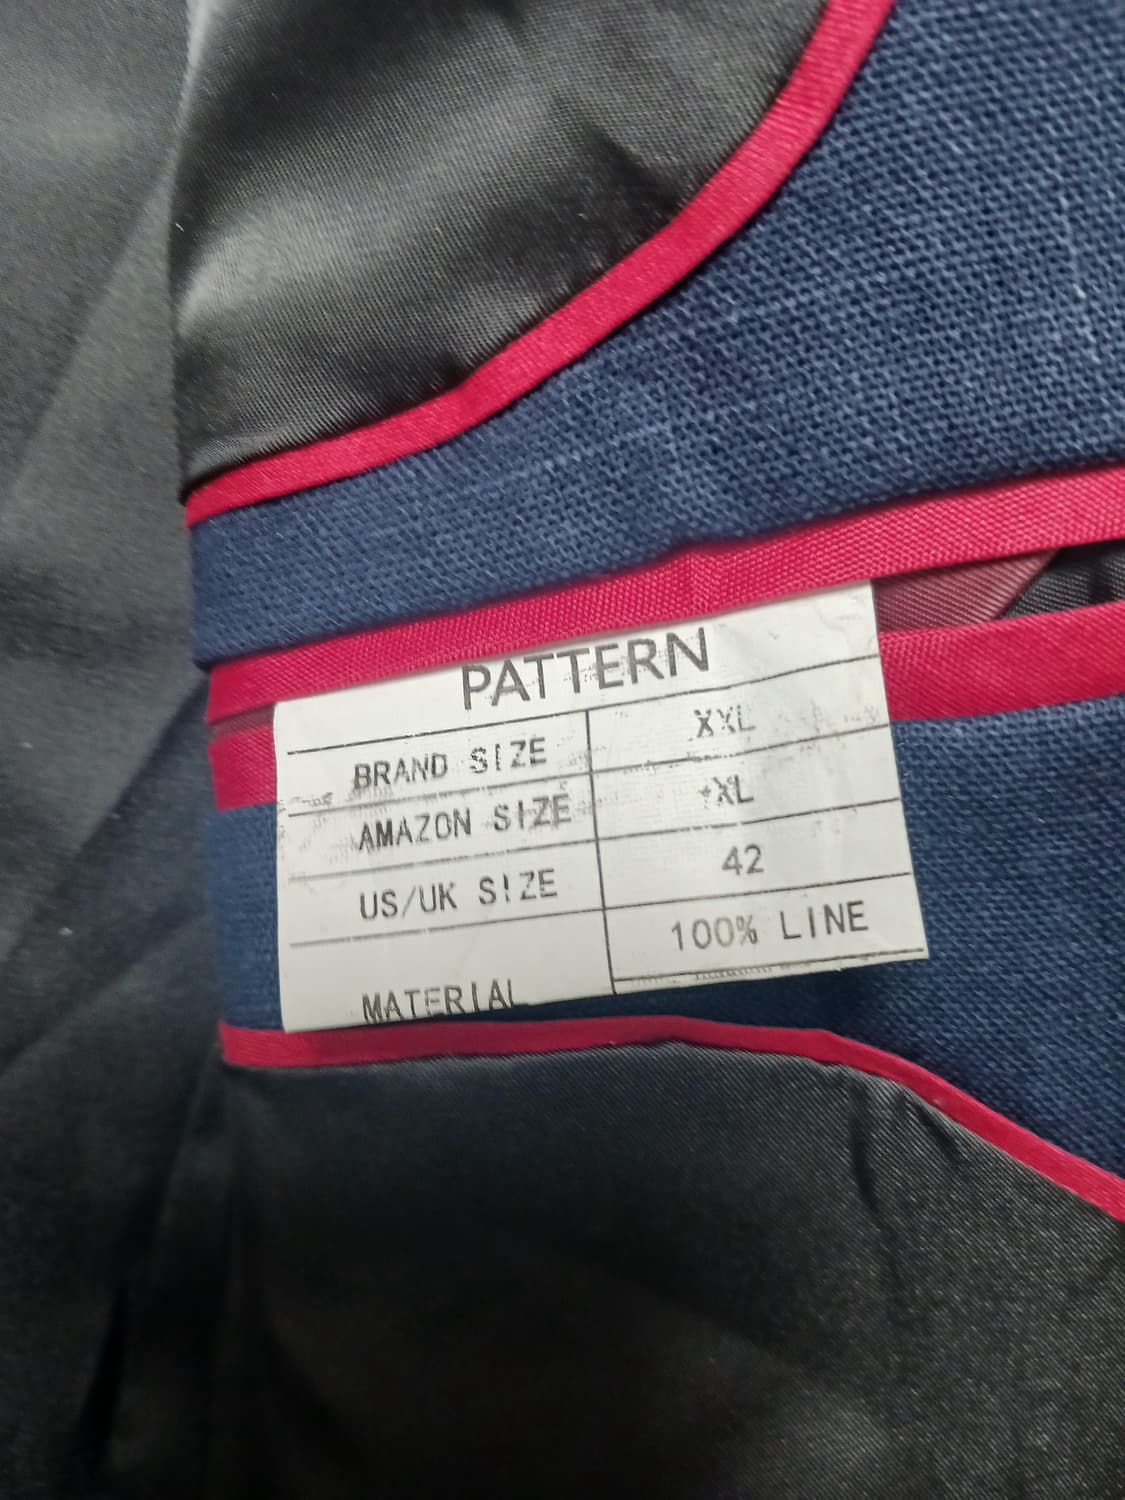 PATTERN
BRAND SIZE XXL
AMAZON SIZE XL
US/UK SIZE 42
MATERIAL 100% LINE